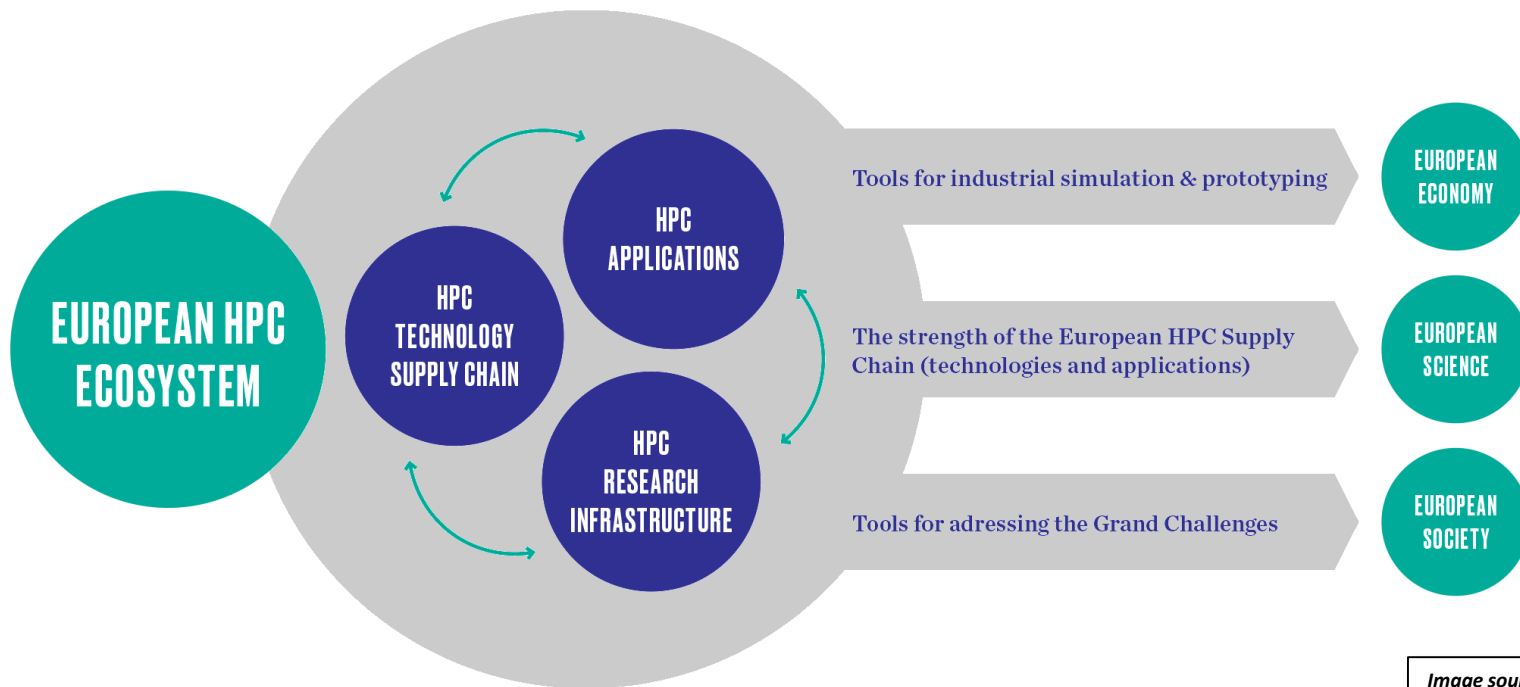 EUROPEAN HPC
ECOSYSTEM
HPC
TECHNOLOGY
SUPPLY CHAIN
HPC
APPLICATIONS
HPC
RESEARCH
INFRASTRUCTURE
Tools for industrial simulation & prototyping
EUROPEAN
ECONOMY
The strength of the European HPC Supply
Chain (technologies and applications)
EUROPEAN
SCIENCE
Tools for adressing the Grand Challenges
EUROPEAN
SOCIETY
Image